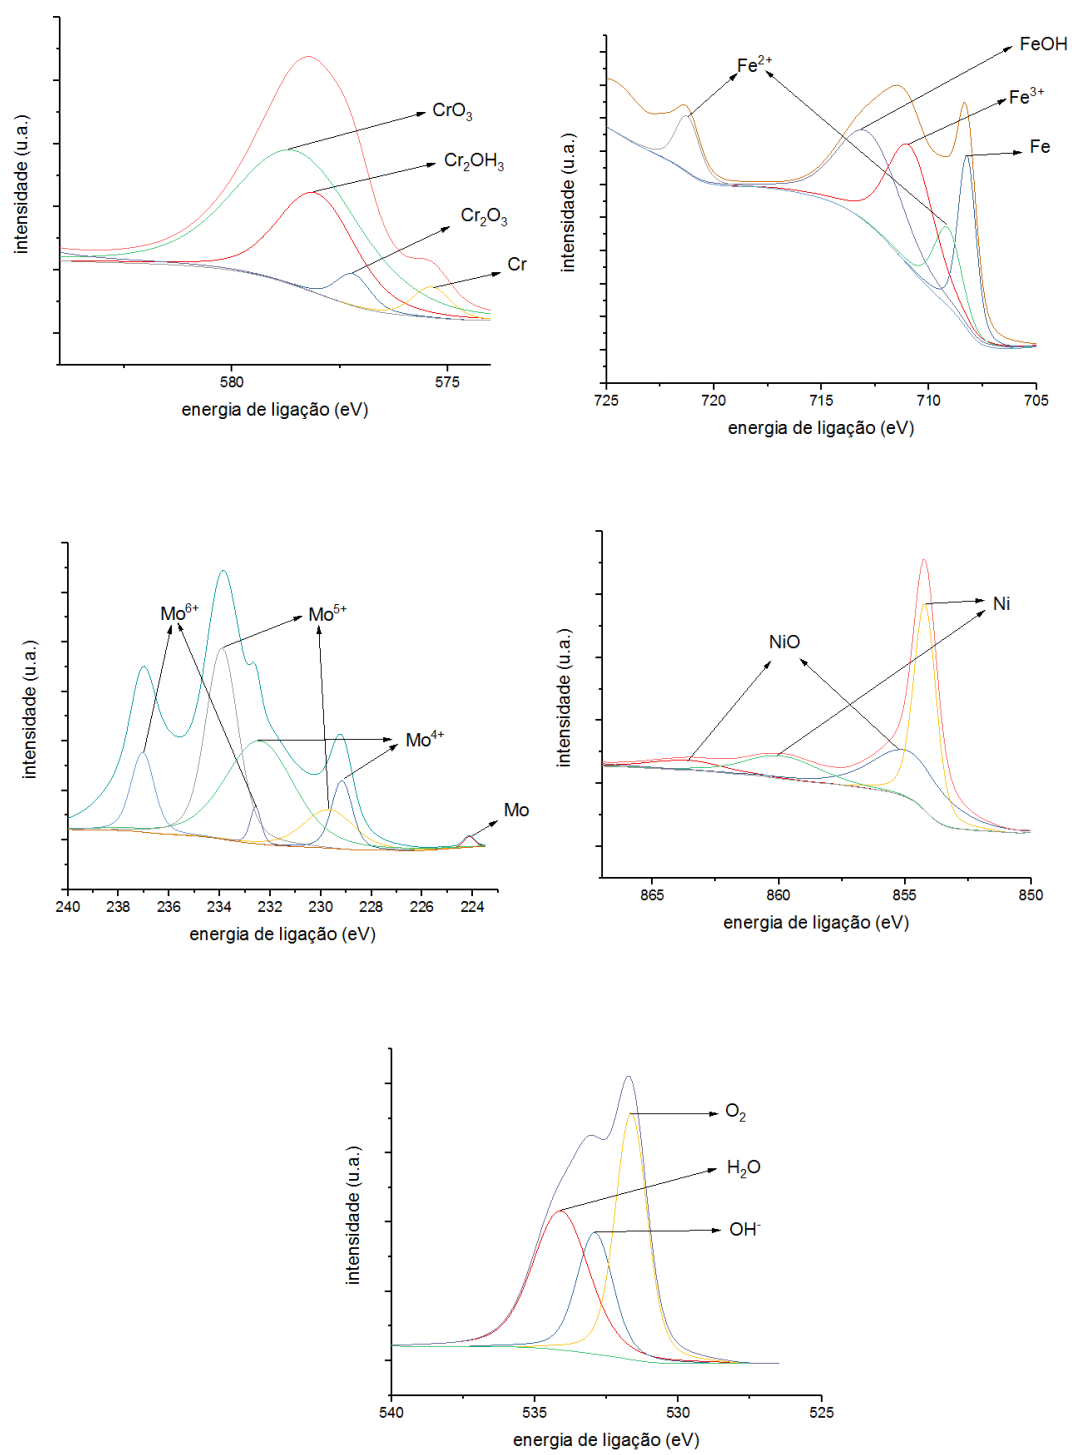 intensidade (u.a.)
CrO₃
Cr₂OH₃
Cr₂O₃
Cr
580
575
energia de ligação (eV)
intensidade (u.a.)
Fe²⁺
FeOH
Fe³⁺
Fe
725
720
715
710
705
energia de ligação (eV)
intensidade (u.a.)
Mo⁶⁺
Mo⁵⁺
Mo⁴⁺
Mo
240
238
236
234
232
230
228
226
224
energia de ligação (eV)
intensidade (u.a.)
Ni
NiO
865
860
855
850
energia de ligação (eV)
intensidade (u.a.)
O₂
H₂O
OH⁻
540
535
530
525
energia de ligação (eV)